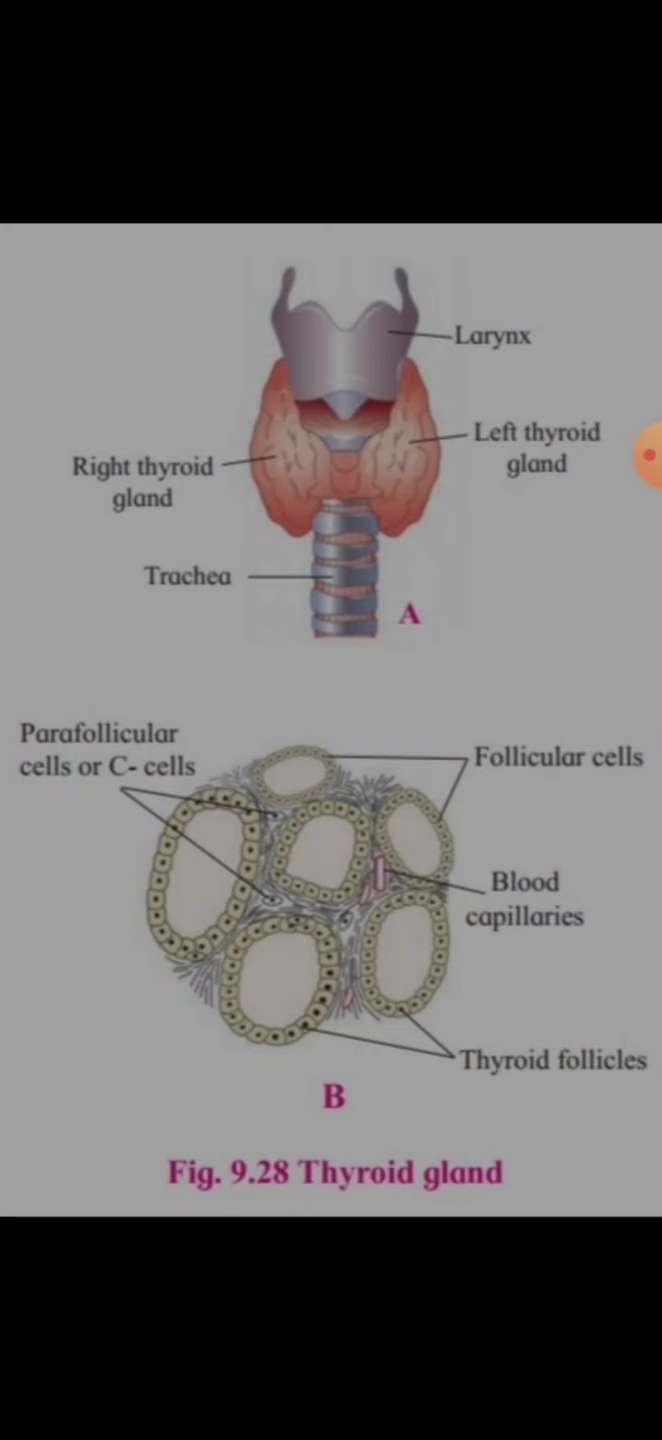 Larynx
Left thyroid
gland
Right thyroid
gland
Trachea
A
Parafollicular
cells or C- cells
Follicular cells
Blood
capillaries
Thyroid follicles
B
Fig. 9.28 Thyroid gland